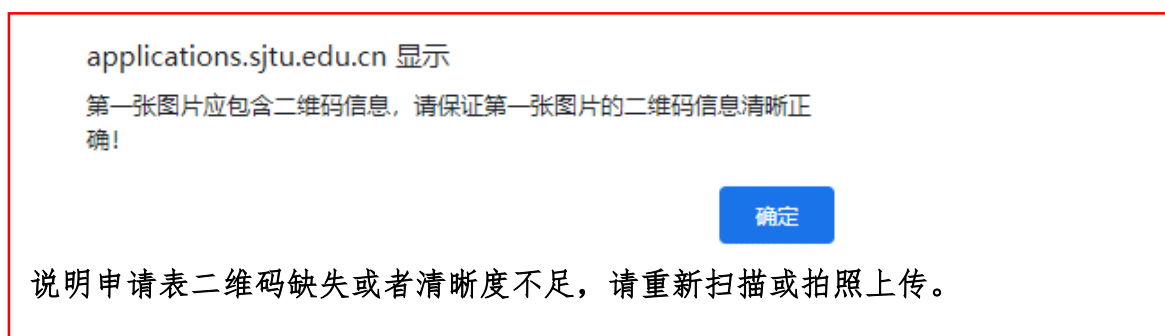 applications.sjtu.edu.cn 显示
第一张图片应包含二维码信息，请保证第一张图片的二维码信息清晰正
确！
确定
说明申请表二维码缺失或者清晰度不足，请重新扫描或拍照上传。